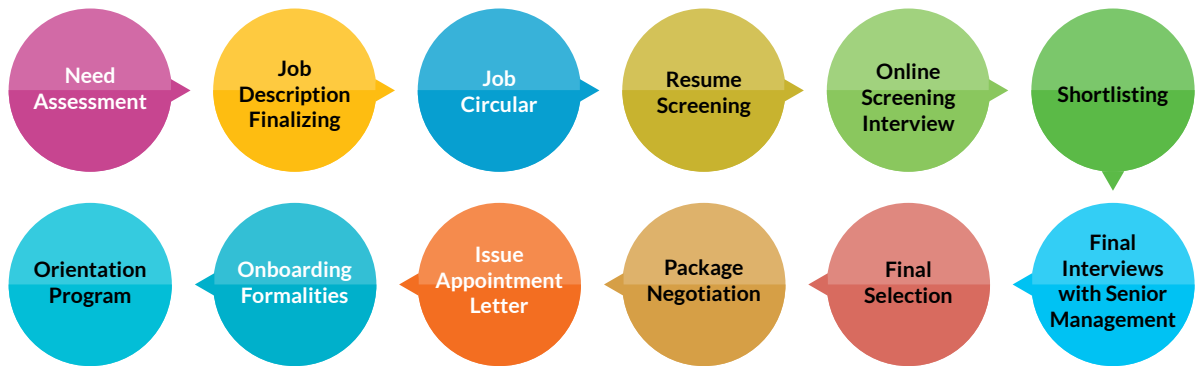 Need
Assessment
Job
Description
Finalizing
Job
Circular
Resume
Screening
Online
Screening
Interview
Shortlisting
Final
Interviews
with Senior
Management
Final
Selection
Package
Negotiation
Issue
Appointment
Letter
Onboarding
Formalities
Orientation
Program